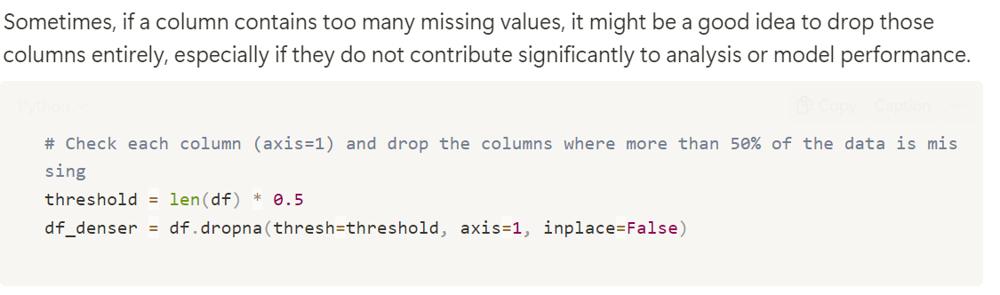 Sometimes, if a column contains too many missing values, it might be a good idea to drop those
columns entirely, especially if they do not contribute significantly to analysis or model performance.
Python
Copy Caption
# Check each column (axis=1) and drop the columns where more than 50% of the data is mis
sing
threshold = len(df) * 0.5
df_denser = df.dropna(thresh=threshold, axis=1, inplace=False)